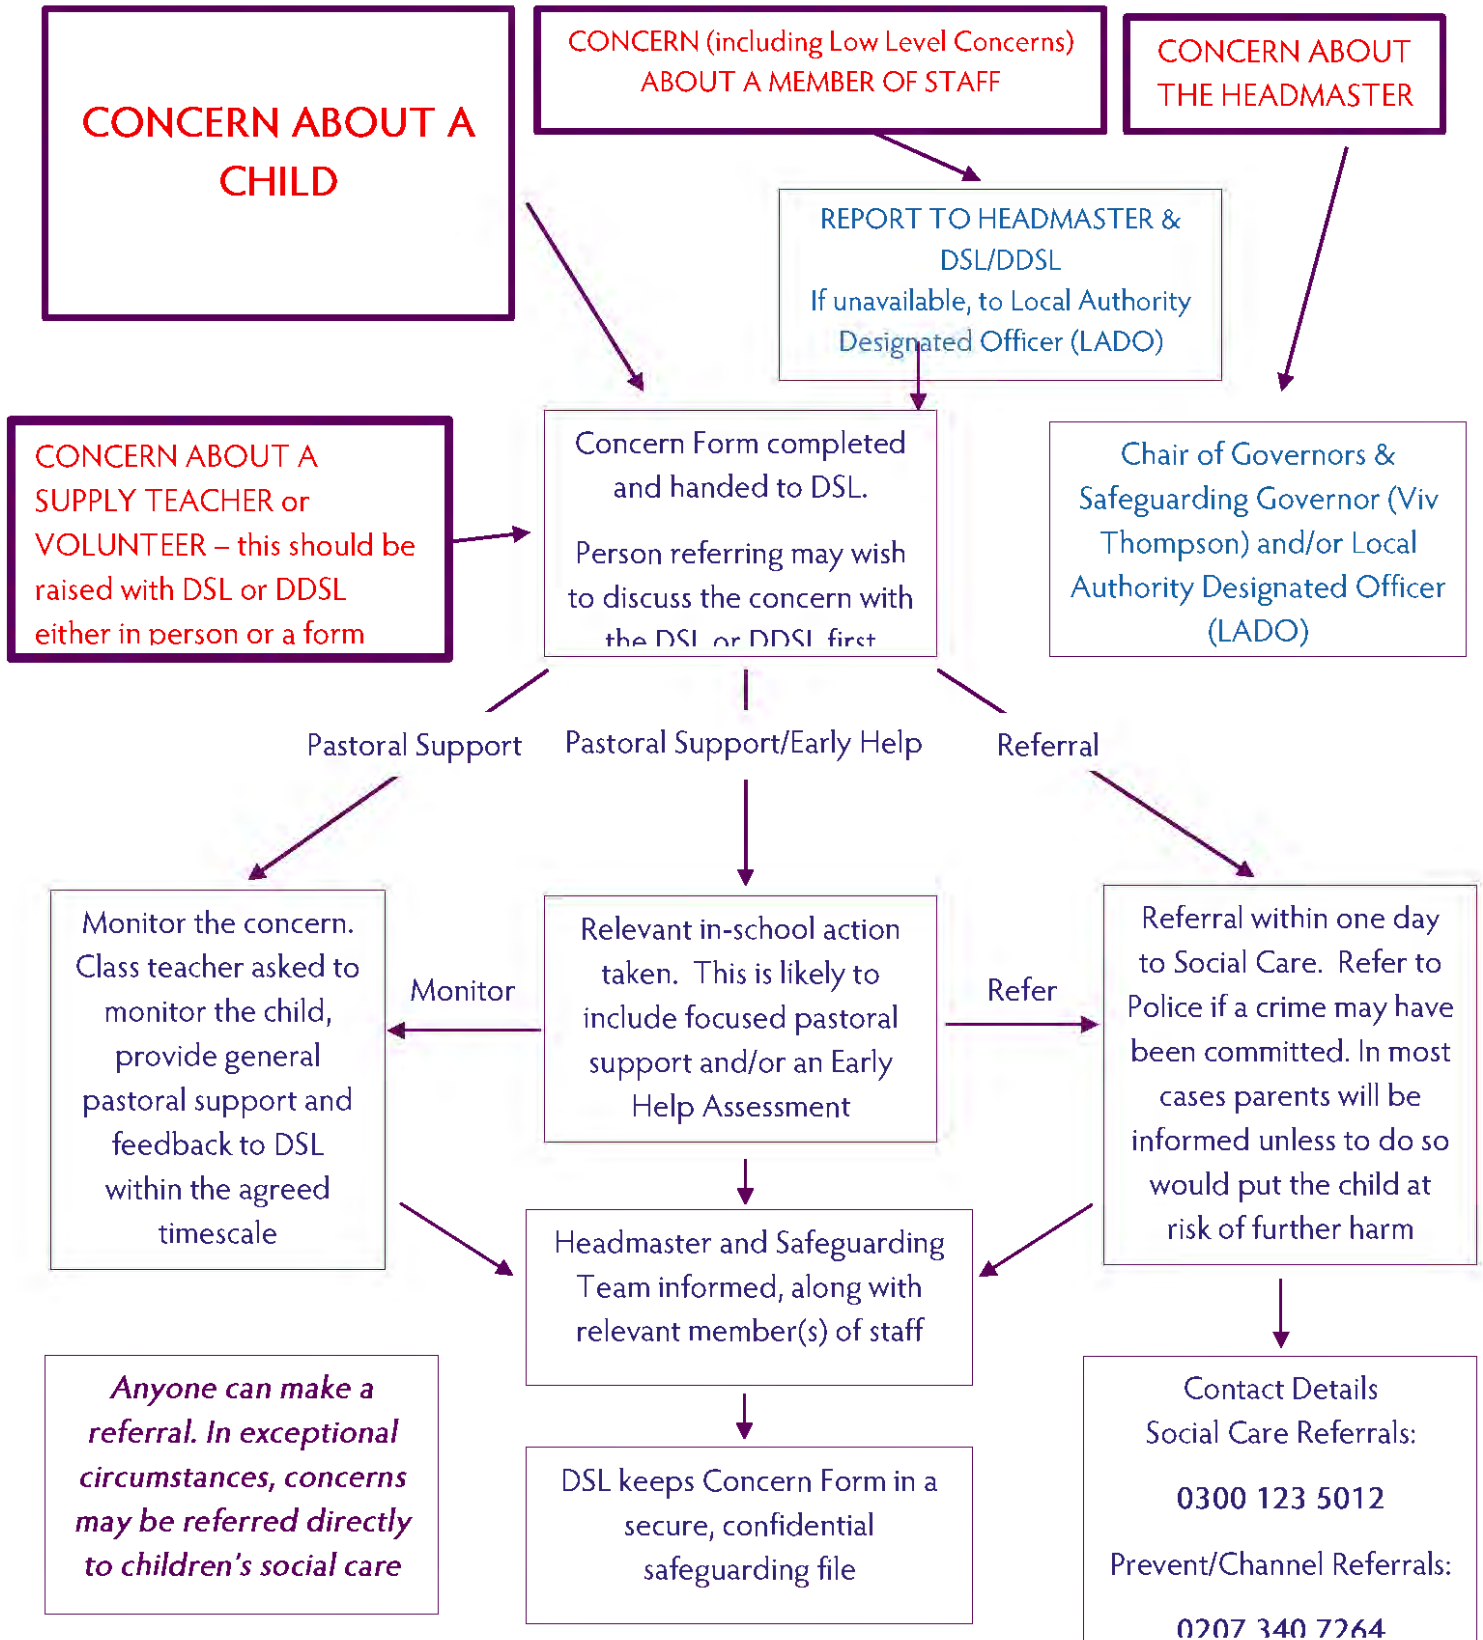 CONCERN ABOUT A
CHILD
CONCERN (including Low Level Concerns)
ABOUT A MEMBER OF STAFF
CONCERN ABOUT
THE HEADMASTER
REPORT TO HEADMASTER &
DSL/DDSL
If unavailable, to Local Authority
Designated Officer (LADO)
CONCERN ABOUT A
SUPPLY TEACHER or
VOLUNTEER – this should be
raised with DSL or DDSL
either in person or a form
Concern Form completed
and handed to DSL.
Person referring may wish
to discuss the concern with
the DSL or DDSL first
Chair of Governors &
Safeguarding Governor (Viv
Thompson) and/or Local
Authority Designated Officer
(LADO)
Pastoral Support
Pastoral Support/Early Help
Referral
Monitor the concern.
Class teacher asked to
monitor the child,
provide general
pastoral support and
feedback to DSL
within the agreed
timescale
Monitor
Relevant in-school action
taken. This is likely to
include focused pastoral
support and/or an Early
Help Assessment
Refer
Referral within one day
to Social Care. Refer to
Police if a crime may have
been committed. In most
cases parents will be
informed unless to do so
would put the child at
risk of further harm
Headmaster and Safeguarding
Team informed, along with
relevant member(s) of staff
Anyone can make a
referral. In exceptional
circumstances, concerns
may be referred directly
to children's social care
DSL keeps Concern Form in a
secure, confidential
safeguarding file
Contact Details
Social Care Referrals:
0300 123 5012
Prevent/Channel Referrals:
0207 340 7264